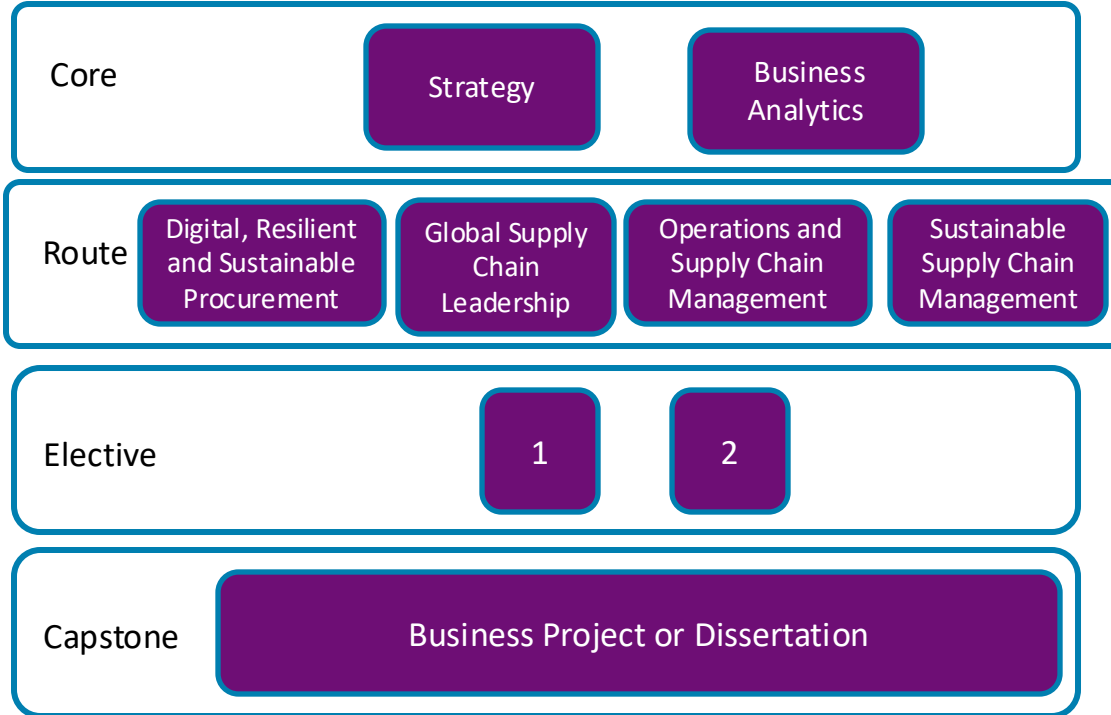 Core
Strategy
Business
Analytics
Route
Digital, Resilient
and Sustainable
Procurement
Global Supply
Chain
Leadership
Operations and
Supply Chain
Management
Sustainable
Supply Chain
Management
Elective
1
2
Capstone
Business Project or Dissertation